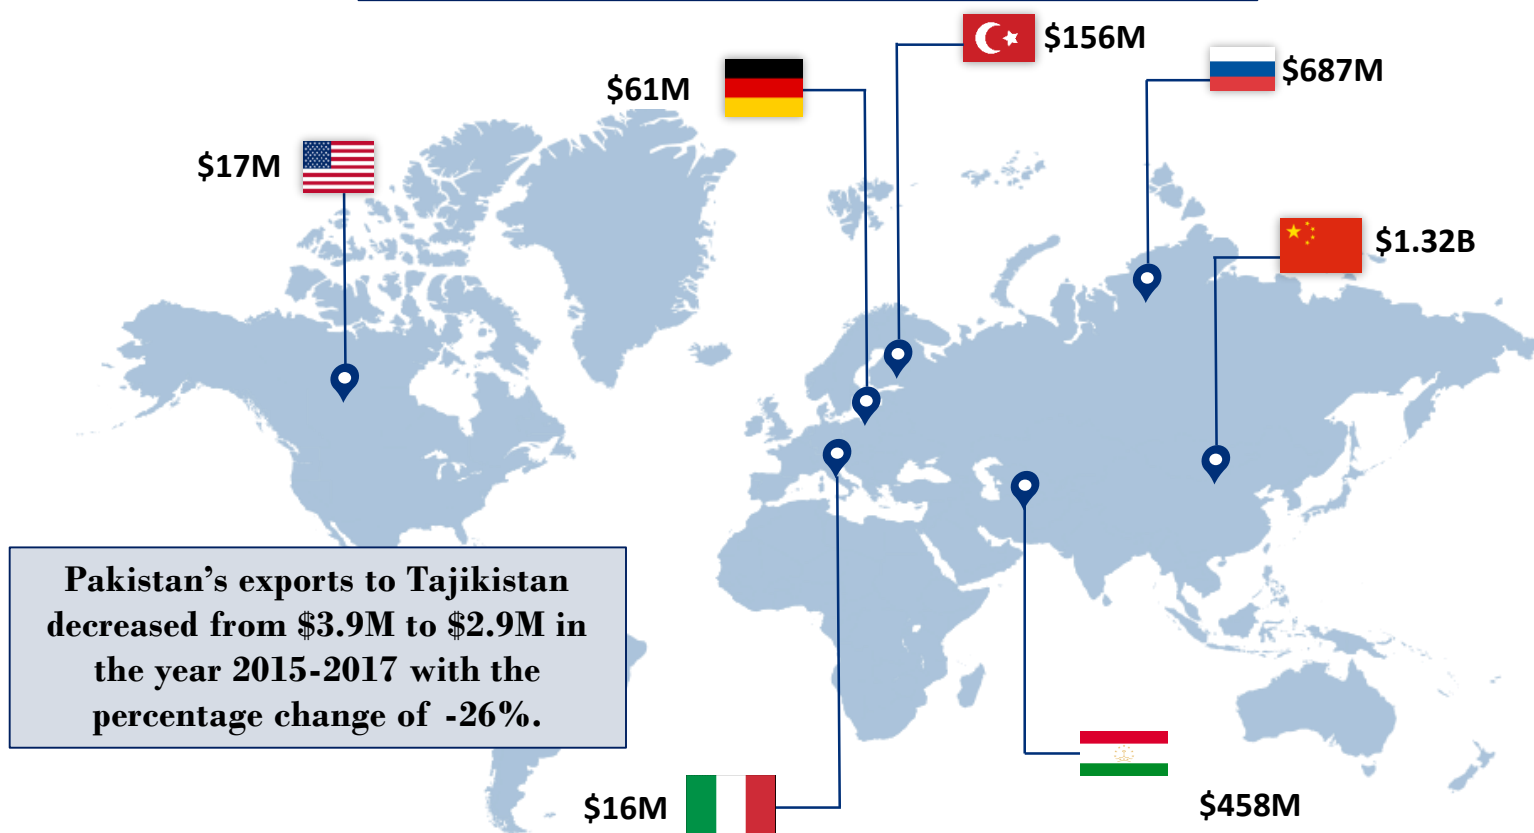 $156M
$687M
$61M
$17M
$1.32B
Pakistan’s exports to Tajikistan
decreased from $3.9M to $2.9M in
the year 2015-2017 with the
percentage change of -26%.
$16M
$458M